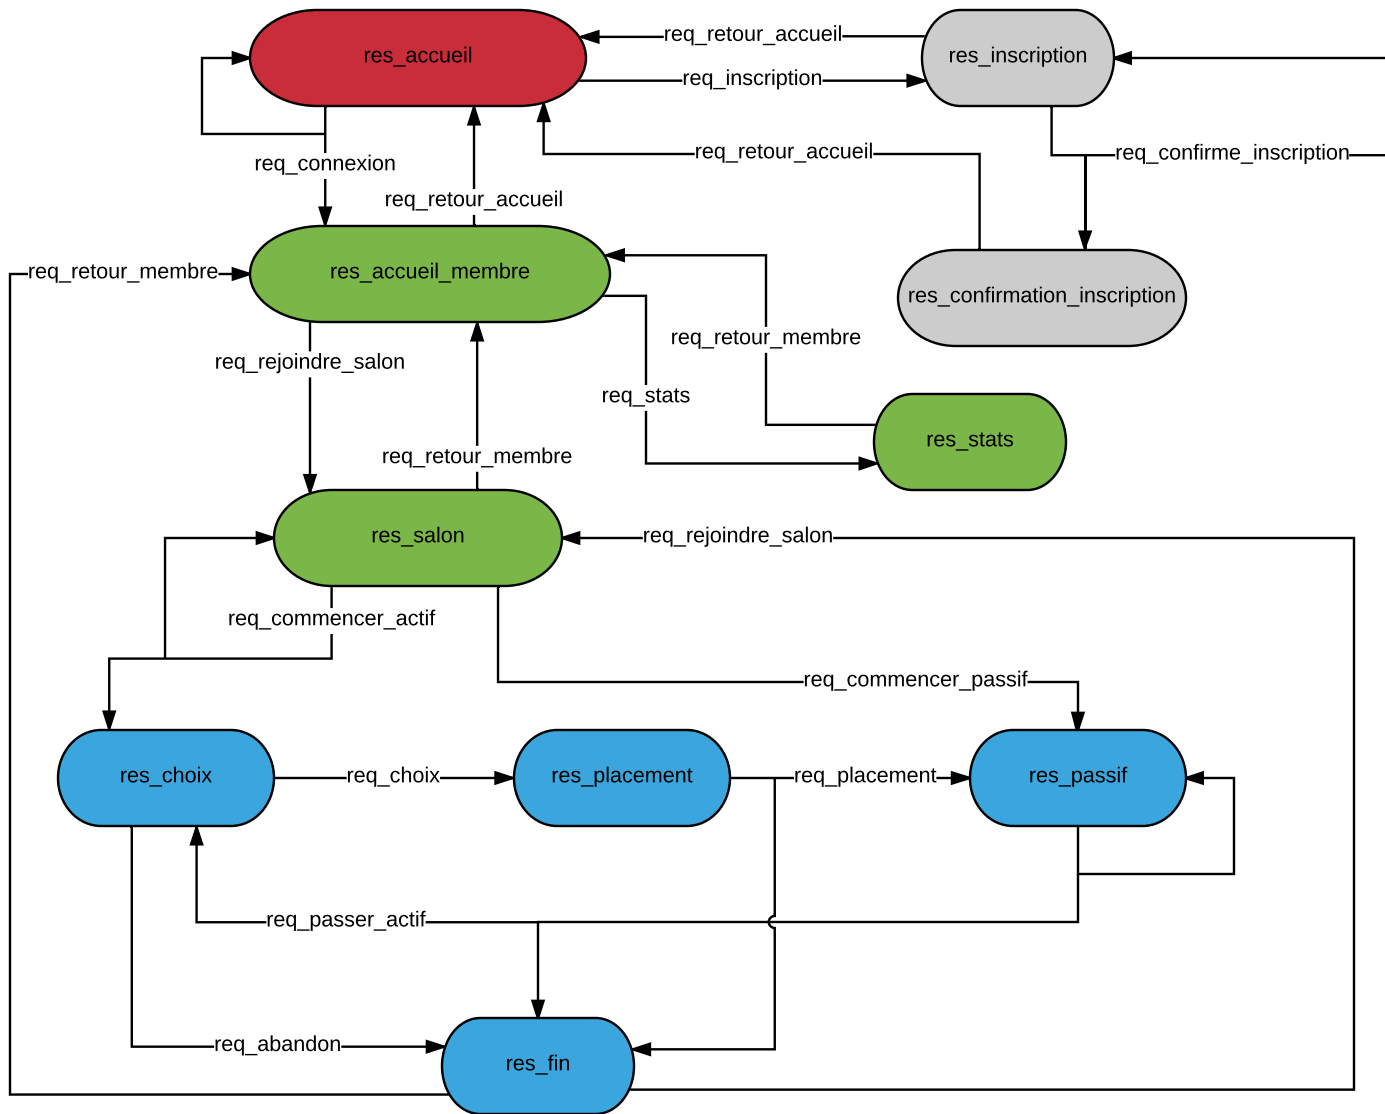 req_retour_accueil
res_accueil
res_inscription
req_inscription
req_retour_accueil
req_confirme_inscription
req_connexion
req_retour_accueil
req_retour_membre
res_accueil_membre
res_confirmation_inscription
req_retour_membre
req_rejoindre_salon
req_stats
res_stats
req_retour_membre
res_salon
req_rejoindre_salon
req_commencer_actif
req_commencer_passif
res_choix
req_choix
res_placement
req_placement
res_passif
req_passer_actif
req_abandon
res_fin